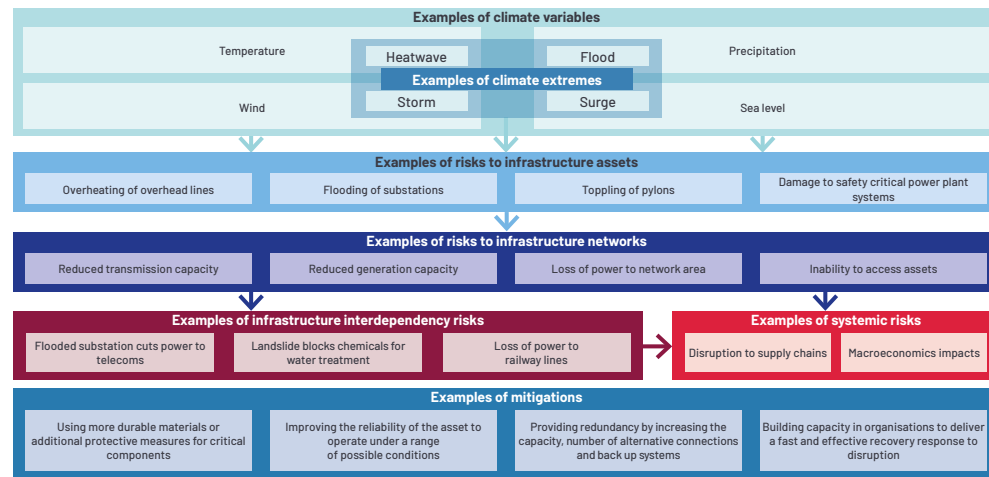 Examples of climate variables
Temperature
Heatwave
Flood
Precipitation
Examples of climate extremes
Wind
Storm
Surge
Sea level
Examples of risks to infrastructure assets
Overheating of overhead lines
Flooding of substations
Toppling of pylons
Damage to safety critical power plant
systems
Examples of risks to infrastructure networks
Reduced transmission capacity
Reduced generation capacity
Loss of power to network area
Inability to access assets
Examples of infrastructure interdependency risks
Flooded substation cuts power to
telecoms
Landslide blocks chemicals for
water treatment
Loss of power to
railway lines
Examples of systemic risks
Disruption to supply chains
Macroeconomics impacts
Examples of mitigations
Using more durable materials or
additional protective measures for critical
components
Improving the reliability of the asset to
operate under a range
of possible conditions
Providing redundancy by increasing the
capacity, number of alternative connections
and back up systems
Building capacity in organisations to deliver
a fast and effective recovery response to
disruption